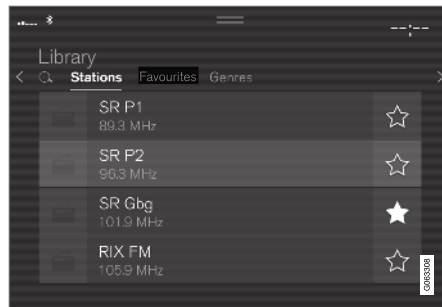 --:--
Library
Stations Favourites Genres
SR P1
89.3 MHz
SR P2
96.3 MHz
SR Gbg
101.9 MHz
RIX FM
105.9 MHz
G063308